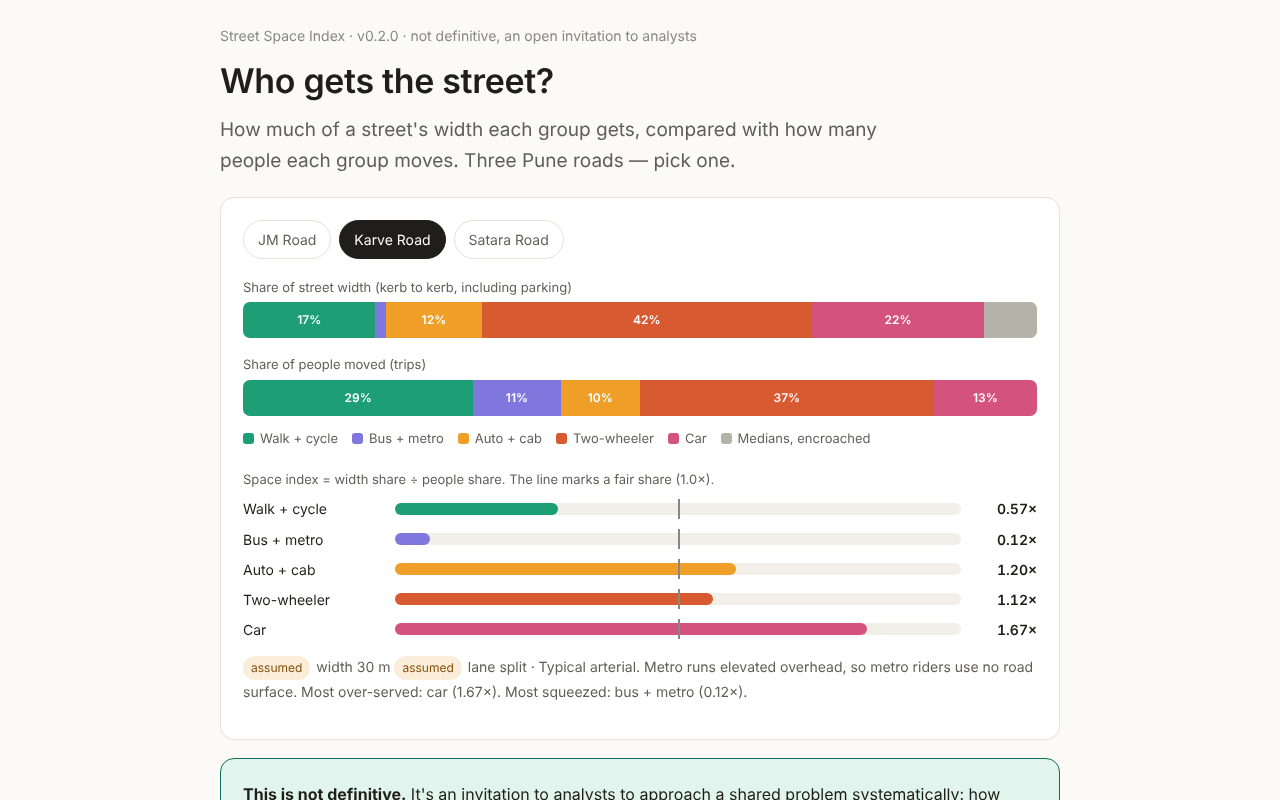 Street Space Index · v0.2.0 · not definitive, an open invitation to analysts
Who gets the street?
How much of a street's width each group gets, compared with how many
people each group moves. Three Pune roads — pick one.
JM Road
Karve Road
Satara Road
Share of street width (kerb to kerb, including parking)
17%
12%
42%
22%
Share of people moved (trips)
29%
11%
10%
37%
13%
Walk + cycle
Bus + metro
Auto + cab
Two-wheeler
Car
Medians, encroached
Space index = width share ÷ people share. The line marks a fair share (1.0×).
Walk + cycle 0.57×
Bus + metro 0.12×
Auto + cab 1.20×
Two-wheeler 1.12×
Car 1.67×
assumed width 30 m assumed lane split · Typical arterial. Metro runs elevated overhead, so metro riders use no road
surface. Most over-served: car (1.67×). Most squeezed: bus + metro (0.12×).
This is not definitive. It's an invitation to analysts to approach a shared problem systematically: how